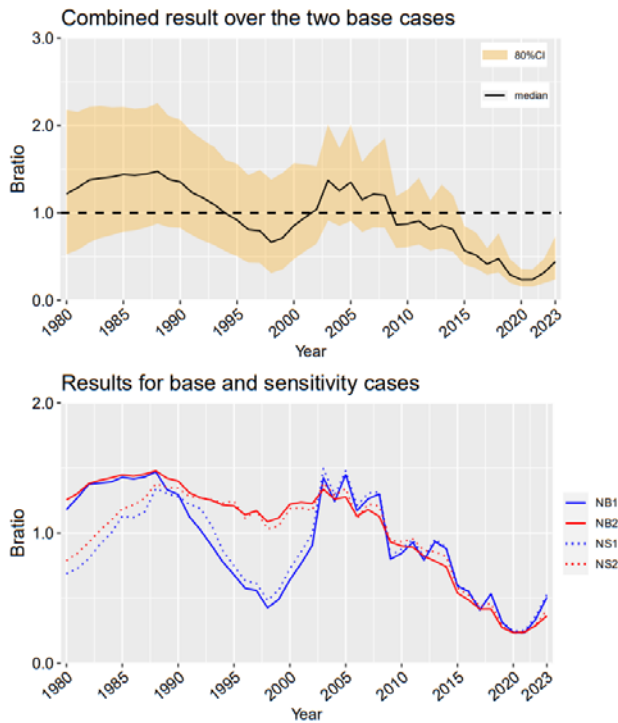 Combined result over the two base cases
3.0
80%CI
median
2.0
Bratio
1.0
0.0
1980
1985
1990
1995
2000
2005
2010
2015
2020
2023
Year
Results for base and sensitivity cases
2.0
NB1
NB2
NS1
NS2
Bratio
1.0
0.0
1980
1985
1990
1995
2000
2005
2010
2015
2020
2023
Year